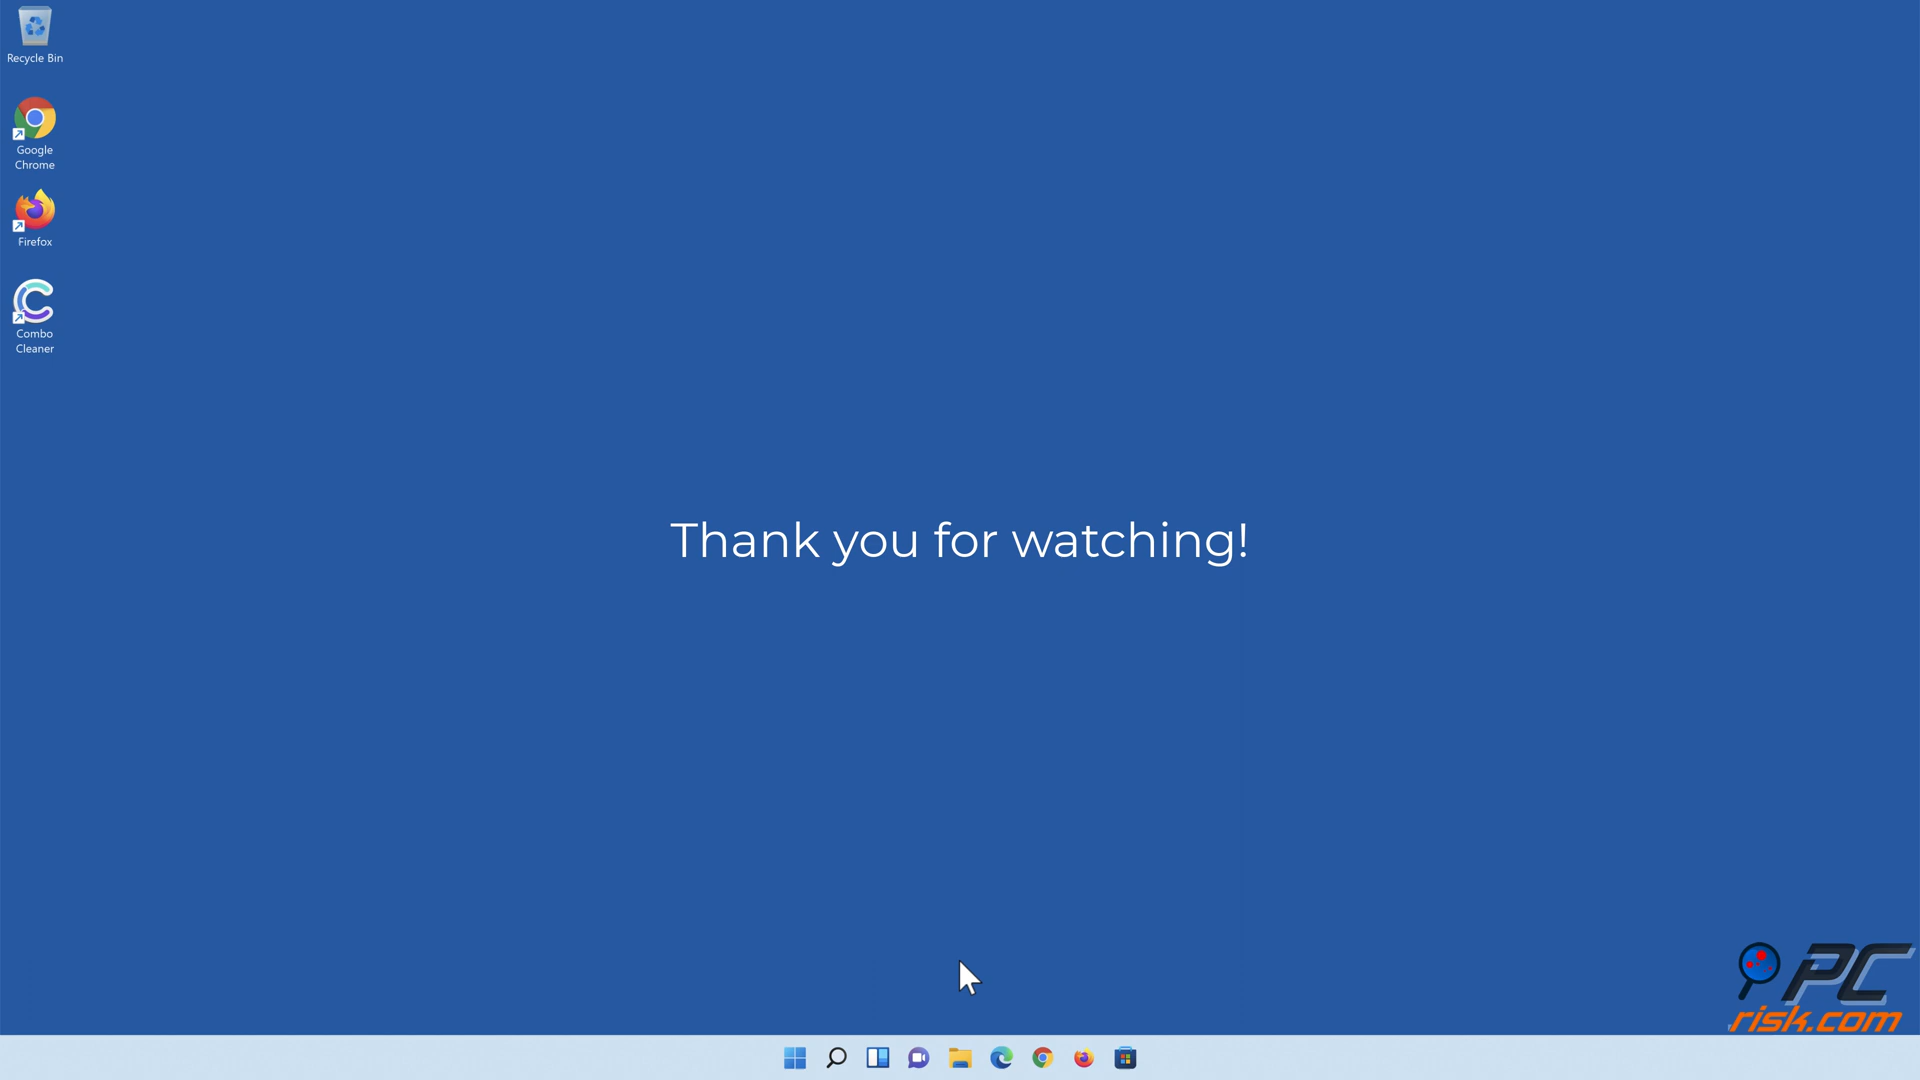 Recycle Bin
Google
Chrome
Firefox
Combo
Cleaner
Thank you for watching!
PC
risk.com